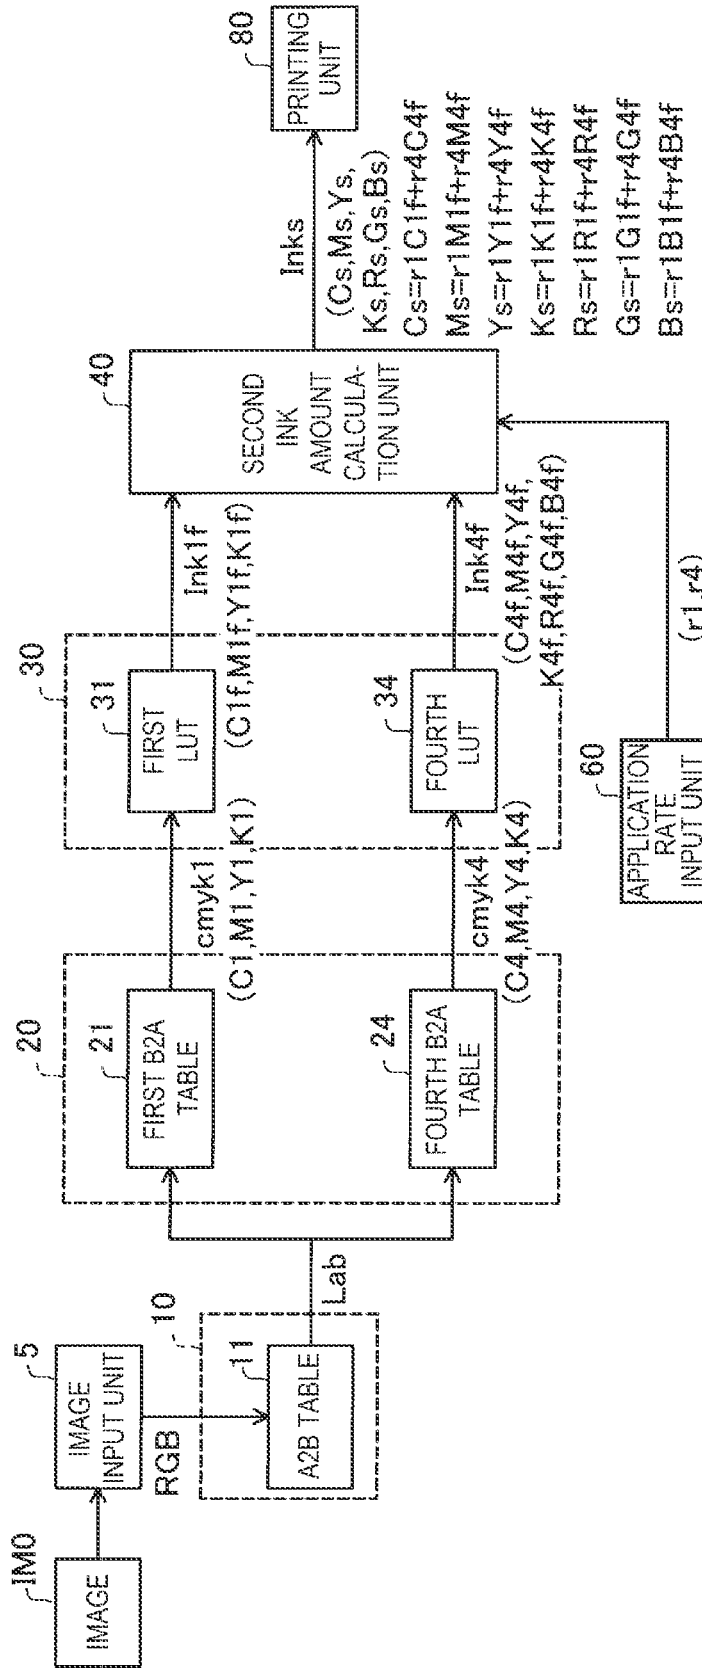 IM0
IMAGE
5
IMAGE
INPUT UNIT
RGB
10
11
A2B TABLE
Lab
20
21
FIRST B2A
TABLE
24
FOURTH B2A
TABLE
cmyk1
(C1,M1,Y1,K1)
cmyk4
(C4,M4,Y4,K4)
30
31
FIRST
LUT
34
FOURTH
LUT
Ink1f
(C1f,M1f,Y1f,K1f)
Ink4f
(C4f,M4f,Y4f,
K4f,R4f,G4f,B4f)
60
APPLICATION
RATE
INPUT UNIT
(r1,r4)
40
SECOND
INK
AMOUNT
CALCULA-
TION UNIT
Inks
(Cs,Ms,Ys,
Ks,Rs,Gs,Bs)
Cs=r1C1f+r4C4f
Ms=r1M1f+r4M4f
Ys=r1Y1f+r4Y4f
Ks=r1K1f+r4K4f
Rs=r1R1f+r4R4f
Gs=r1G1f+r4G4f
Bs=r1B1f+r4B4f
80
PRINTING
UNIT